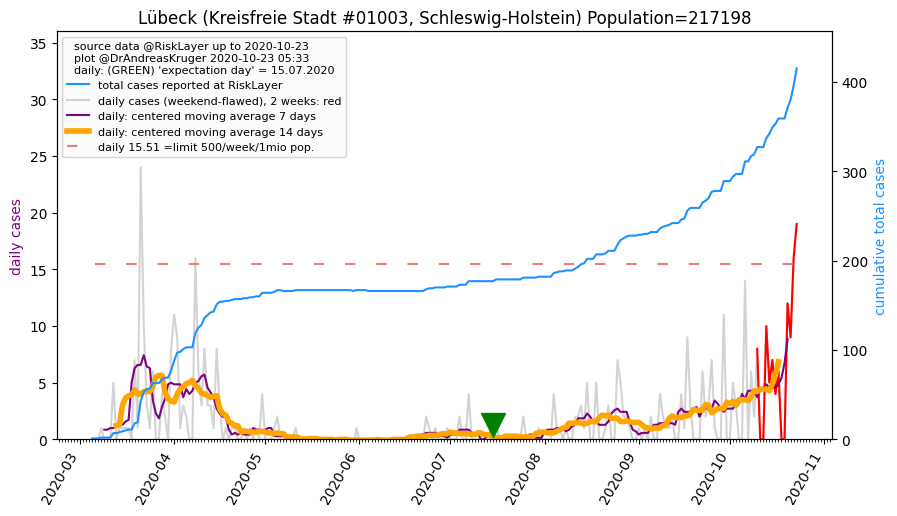 Lübeck (Kreisfreie Stadt #01003, Schleswig-Holstein) Population=217198
source data @RiskLayer up to 2020-10-23
plot @DrAndreasKruger 2020-10-23 05:33
daily: (GREEN) 'expectation day' = 15.07.2020
total cases reported at RiskLayer
daily cases (weekend-flawed), 2 weeks: red
daily: centered moving average 7 days
daily: centered moving average 14 days
daily 15.51 =limit 500/week/1mio pop.
daily cases
35
30
25
20
15
10
5
0
cumulative total cases
400
300
200
100
0
2020-03
2020-04
2020-05
2020-06
2020-07
2020-08
2020-09
2020-10
2020-11